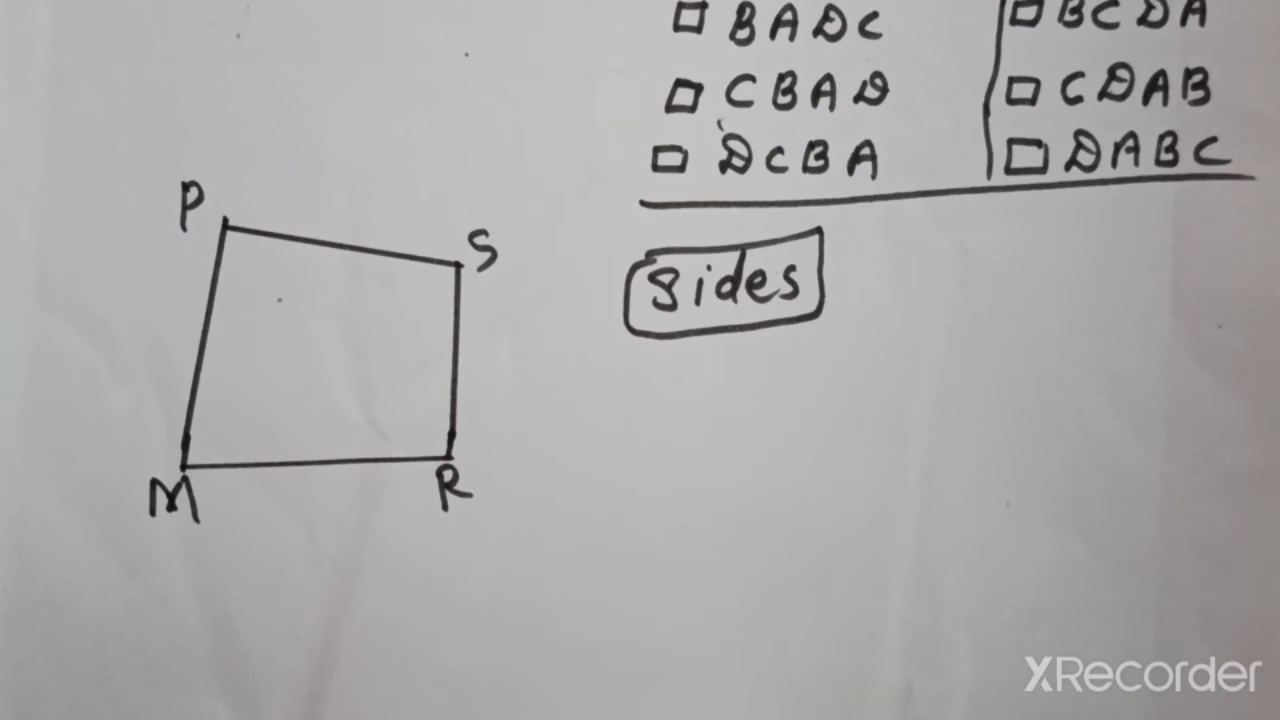 □ BADC □ BCDA
□ CBAD □ CDAB
□ DCBA □ DABC
P
S
Sides
M
R
XRecorder